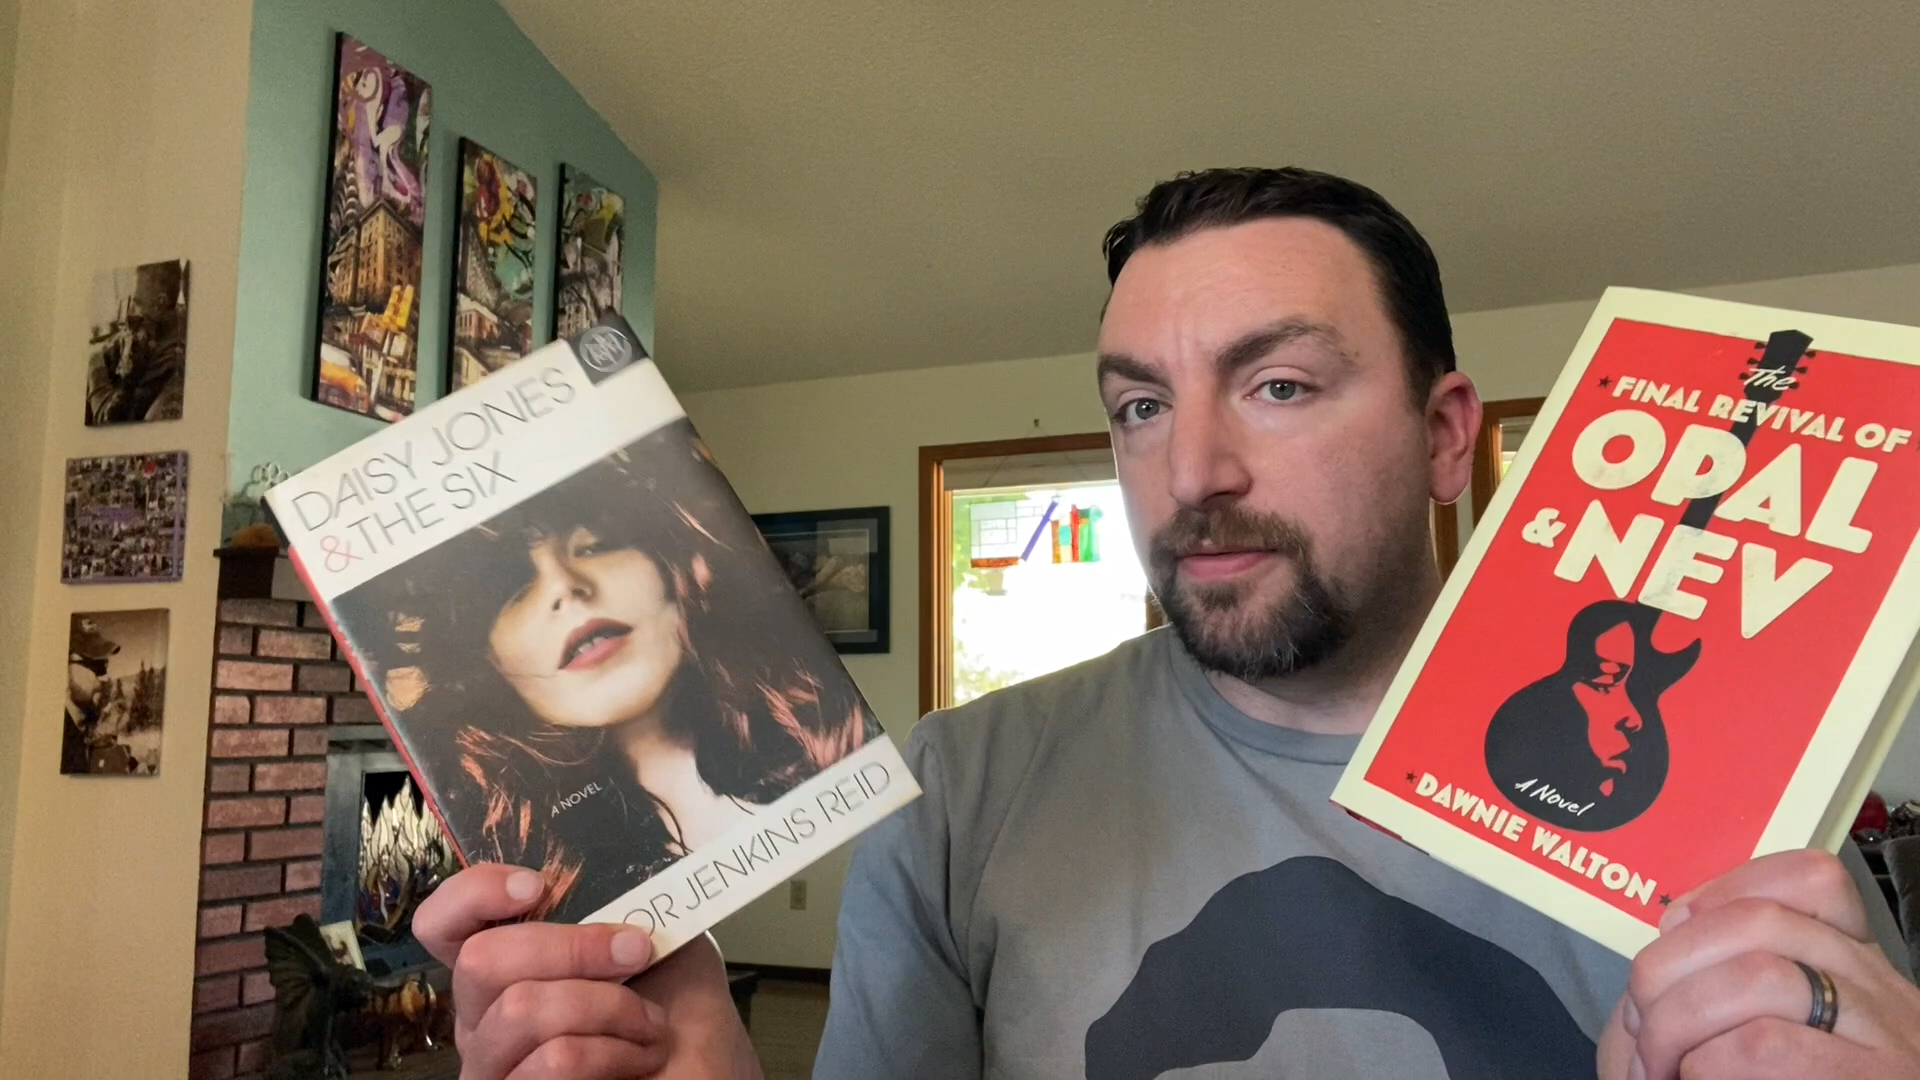 DAISY JONES
& THE SIX
A NOVEL
OR JENKINS REID
The
FINAL REVIVAL OF
OPAL
& NEV
A Novel
DAWNIE WALTON